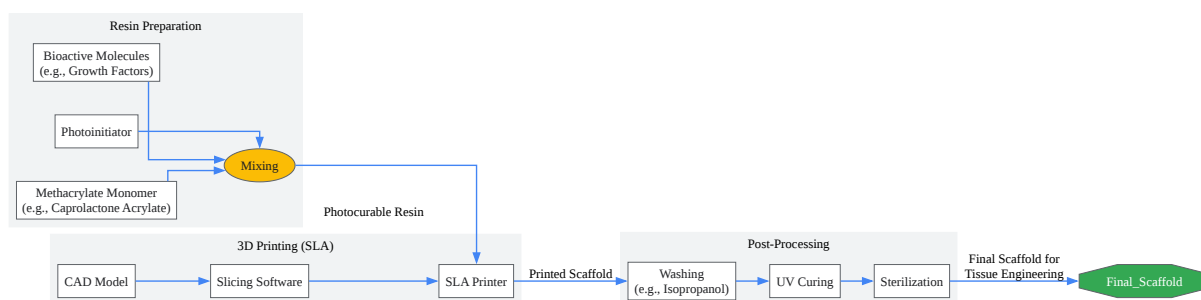 Resin Preparation
Bioactive Molecules
(e.g., Growth Factors)
Photoinitiator
Mixing
Methacrylate Monomer
(e.g., Caprolactone Acrylate)
Photocurable Resin
3D Printing (SLA)
CAD Model
Slicing Software
SLA Printer
Printed Scaffold
Post-Processing
Washing
(e.g., Isopropanol)
UV Curing
Sterilization
Final Scaffold for
Tissue Engineering
Final_Scaffold